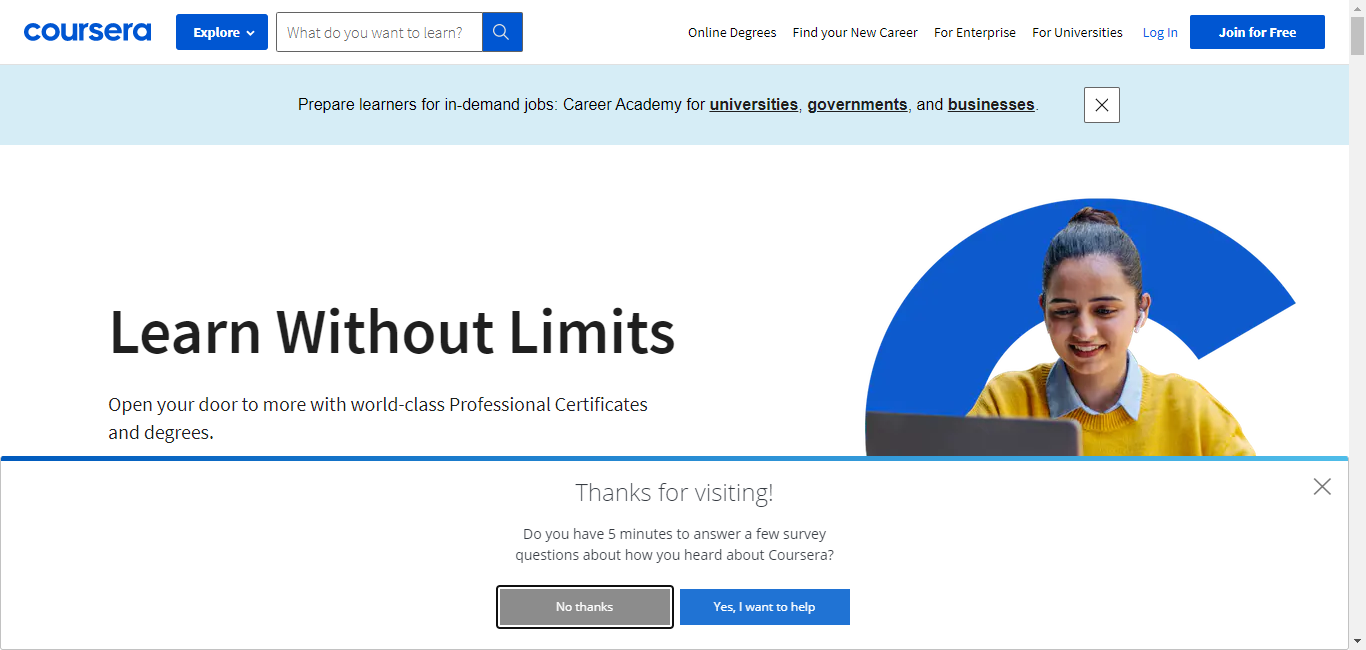 coursera
Explore
What do you want to learn?
Online Degrees
Find your New Career
For Enterprise
For Universities
Log In
Join for Free
Prepare learners for in-demand jobs: Career Academy for universities, governments, and businesses.
Learn Without Limits
Open your door to more with world-class Professional Certificates
and degrees.
Thanks for visiting!
Do you have 5 minutes to answer a few survey
questions about how you heard about Coursera?
No thanks
Yes, I want to help